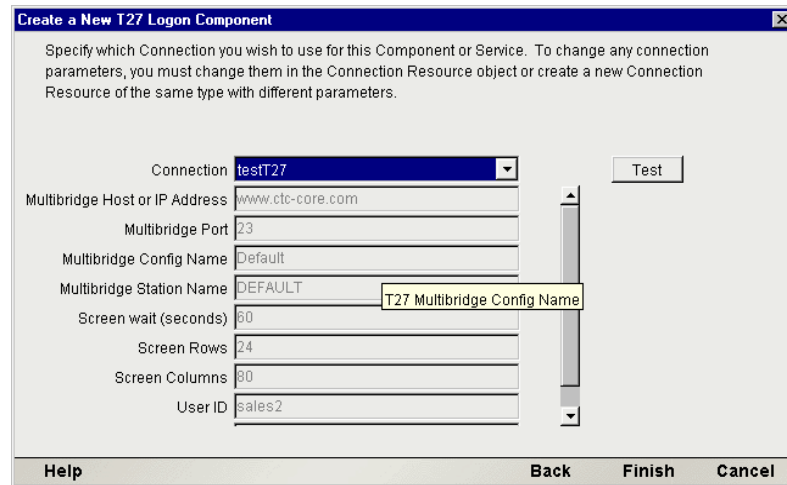 Create a New T27 Logon Component
Specify which Connection you wish to use for this Component or Service. To change any connection
parameters, you must change them in the Connection Resource object or create a new Connection
Resource of the same type with different parameters.
Connection testT27 Test
Multibridge Host or IP Address www.ctc-core.com
Multibridge Port 23
Multibridge Config Name Default
Multibridge Station Name DEFAULT
T27 Multibridge Config Name
Screen wait (seconds) 60
Screen Rows 24
Screen Columns 80
User ID sales2
Help Back Finish Cancel